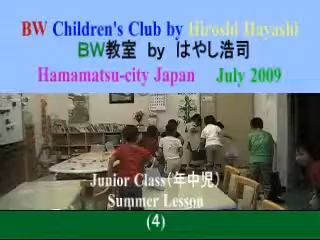 BW Children's Club by Hiroshi Hayashi
BW教室 by はやし浩司
Hamamatsu-city Japan July 2009
Junior Class(年中児)
Summer Lesson
(4)